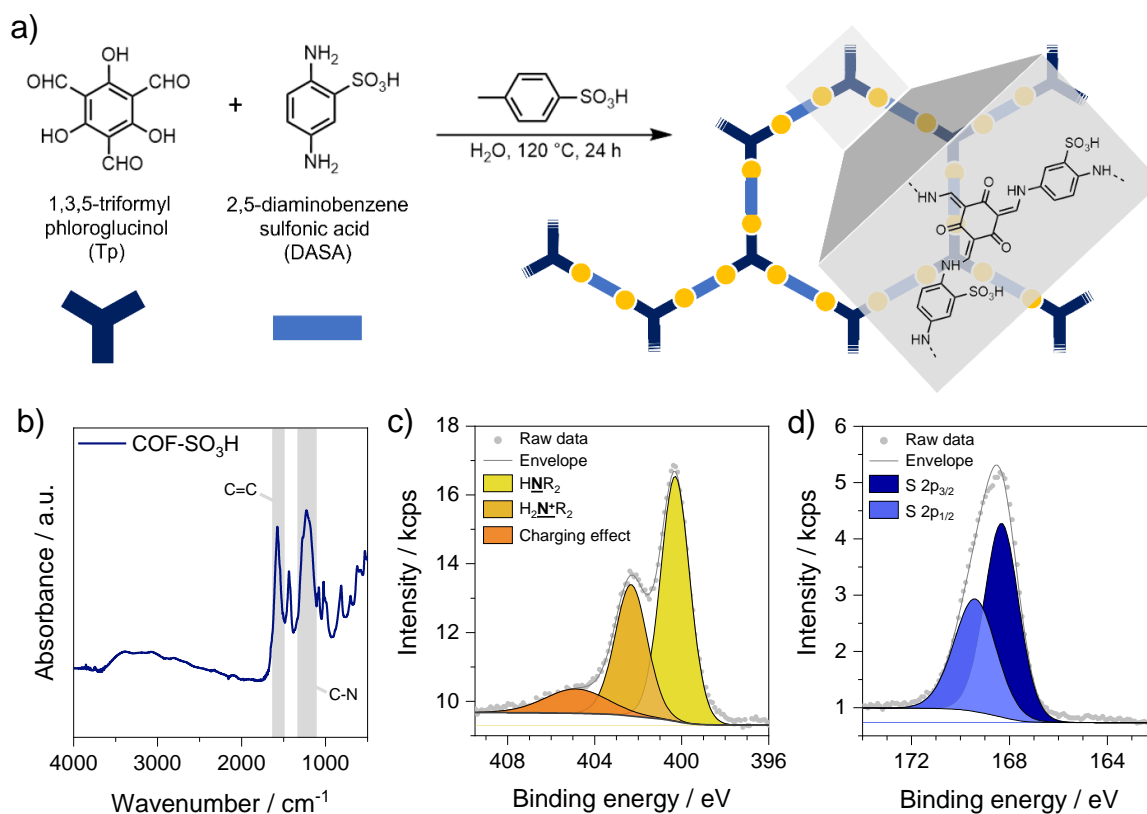 a)
OH
OHC
CHO
HO
OH
CHO
+
NH₂
SO₃H
NH₂
SO₃H
H₂O, 120 °C, 24 h
1,3,5-triformyl
phloroglucinol
(Tp)
2,5-diaminobenzene
sulfonic acid
(DASA)
SO₃H
HN
O
O
HN
HN
O
HN
SO₃H
HN
b)
COF-SO₃H
C=C
C-N
Absorbance / a.u.
4000
3000
2000
1000
Wavenumber / cm⁻¹
c)
18
16
14
12
10
Intensity / kcps
Raw data
Envelope
HNR₂
H₂N⁺R₂
Charging effect
408
404
400
396
Binding energy / eV
d)
6
5
4
3
2
1
Intensity / kcps
Raw data
Envelope
S 2p₃/₂
S 2p₁/₂
172
168
164
Binding energy / eV